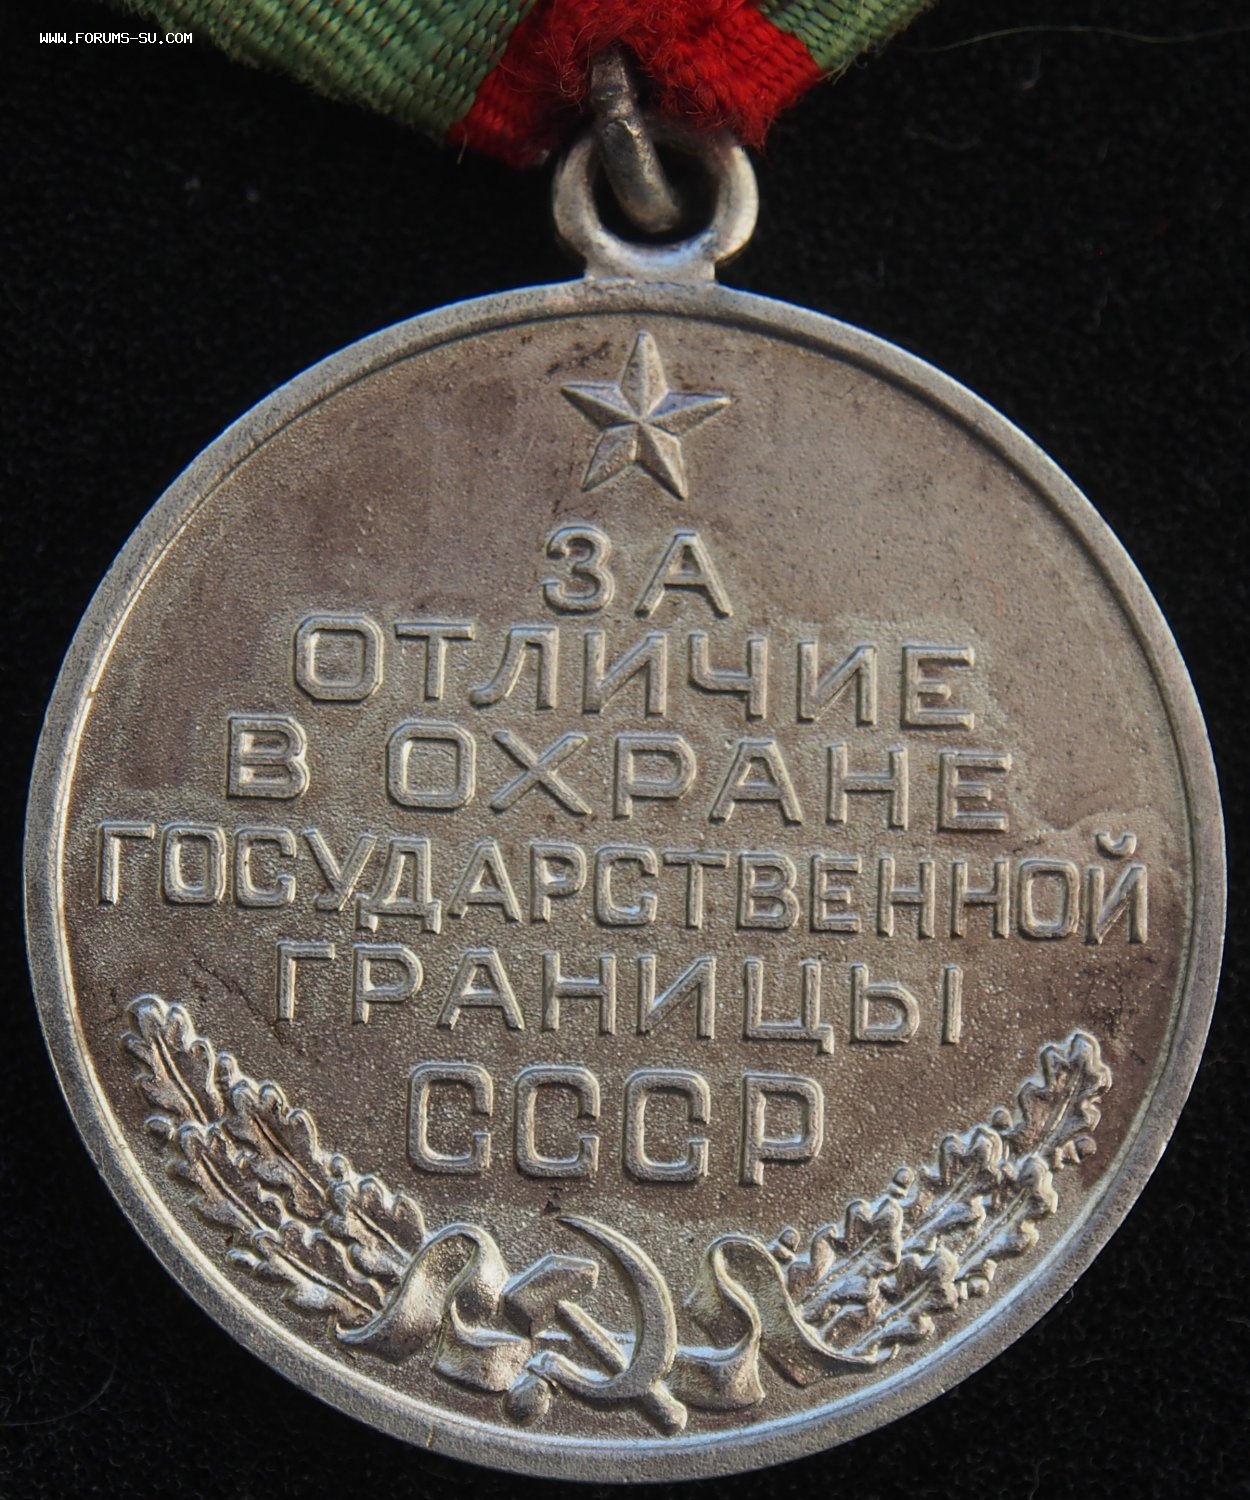 WWW.FORUMS-SU.COM
ЗА
ОТЛИЧИЕ
В ОХРАНЕ
ГОСУДАРСТВЕННОЙ
ГРАНИЦЫ
СССР